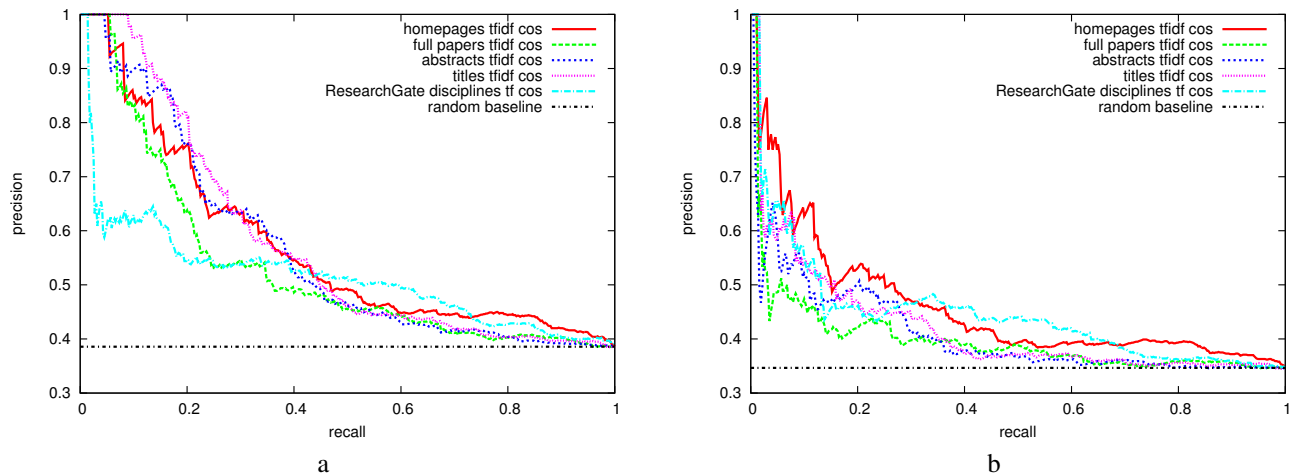 1
0.9
0.8
0.7
0.6
0.5
0.4
0.3
precision
0
0.2
0.4
0.6
0.8
1
recall
homepages tfidf cos
full papers tfidf cos
abstracts tfidf cos
titles tfidf cos
ResearchGate disciplines tf cos
random baseline
a
1
0.9
0.8
0.7
0.6
0.5
0.4
0.3
precision
0
0.2
0.4
0.6
0.8
1
recall
homepages tfidf cos
full papers tfidf cos
abstracts tfidf cos
titles tfidf cos
ResearchGate disciplines tf cos
random baseline
b